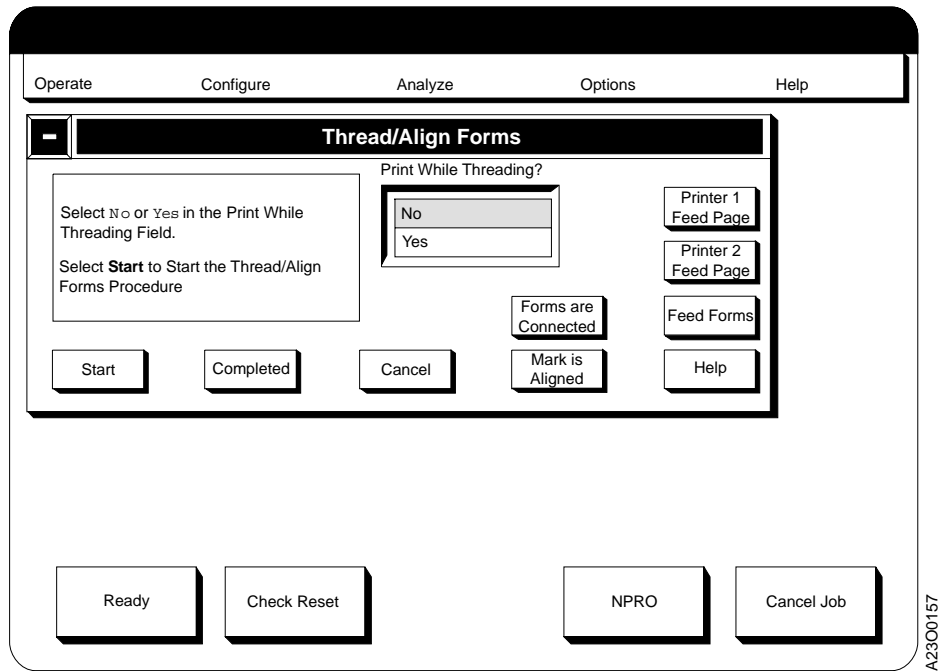 Operate Configure Analyze Options Help
Thread/Align Forms
Print While Threading?
Select No or Yes in the Print While
Threading Field.
Select Start to Start the Thread/Align
Forms Procedure
No
Yes
Printer 1
Feed Page
Printer 2
Feed Page
Forms are
Connected
Feed Forms
Start
Completed
Cancel
Mark is
Aligned
Help
Ready
Check Reset
NPRO
Cancel Job
A23O0157